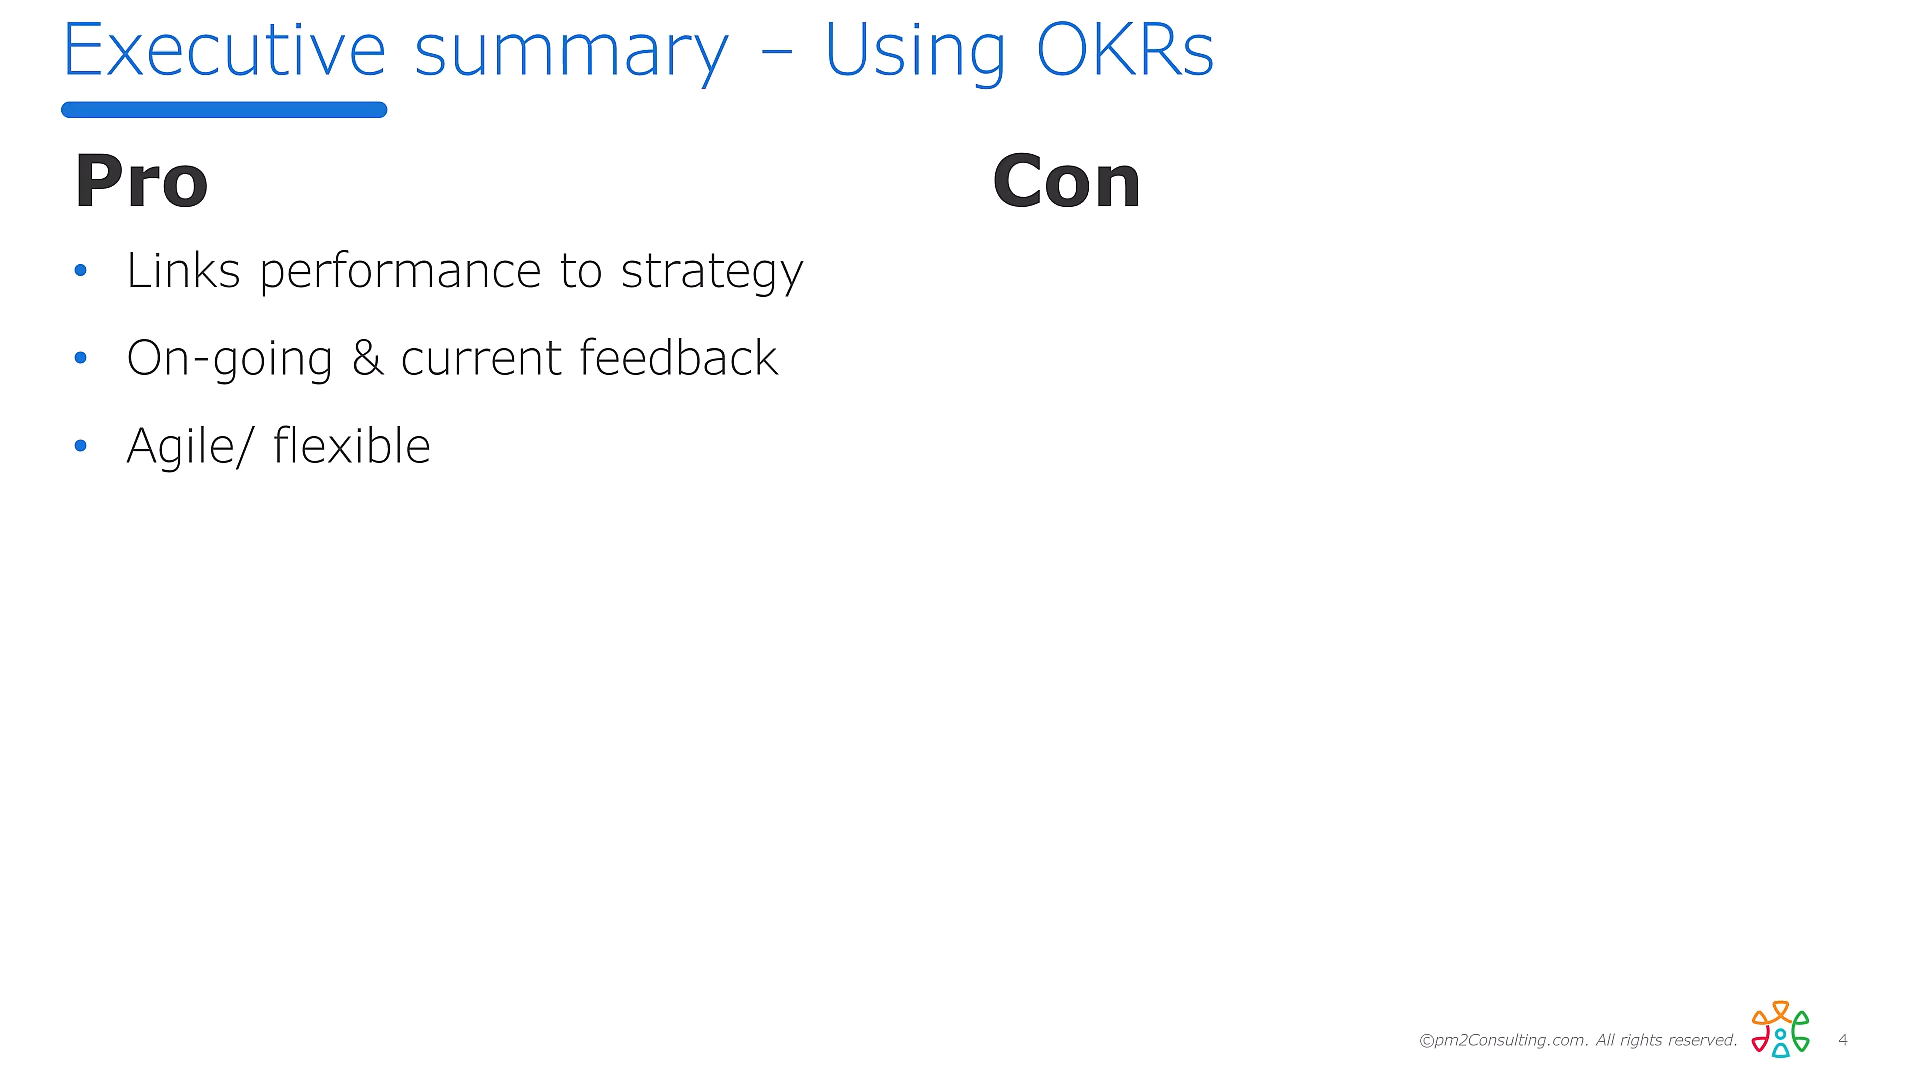 Executive summary – Using OKRs
Pro
• Links performance to strategy
• On-going & current feedback
• Agile/ flexible
Con
©pm2Consulting.com. All rights reserved.
4